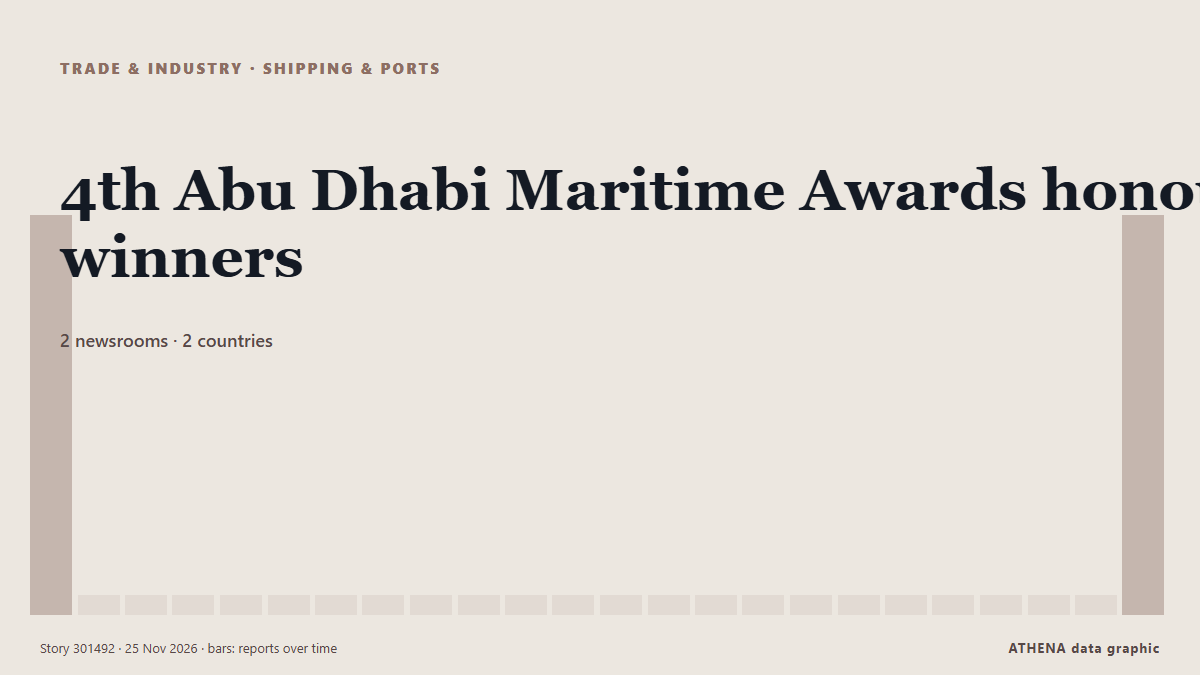 TRADE & INDUSTRY · SHIPPING & PORTS
4th Abu Dhabi Maritime Awards
winners
2 newsrooms · 2 countries
Story 301492 · 25 Nov 2026 · bars: reports over time
ATHENA data graphic